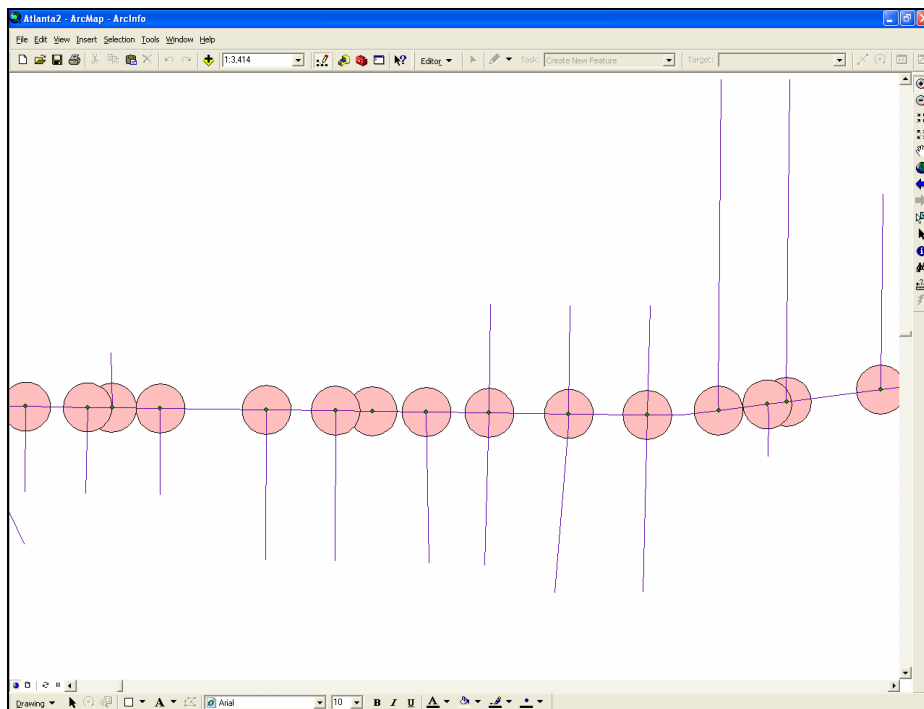 Atlanta2 - ArcMap - ArcInfo
File Edit View Insert Selection Tools Window Help
1:3,414 Editor Task: Create New Feature Target:
Drawing A Arial 10 B I U A